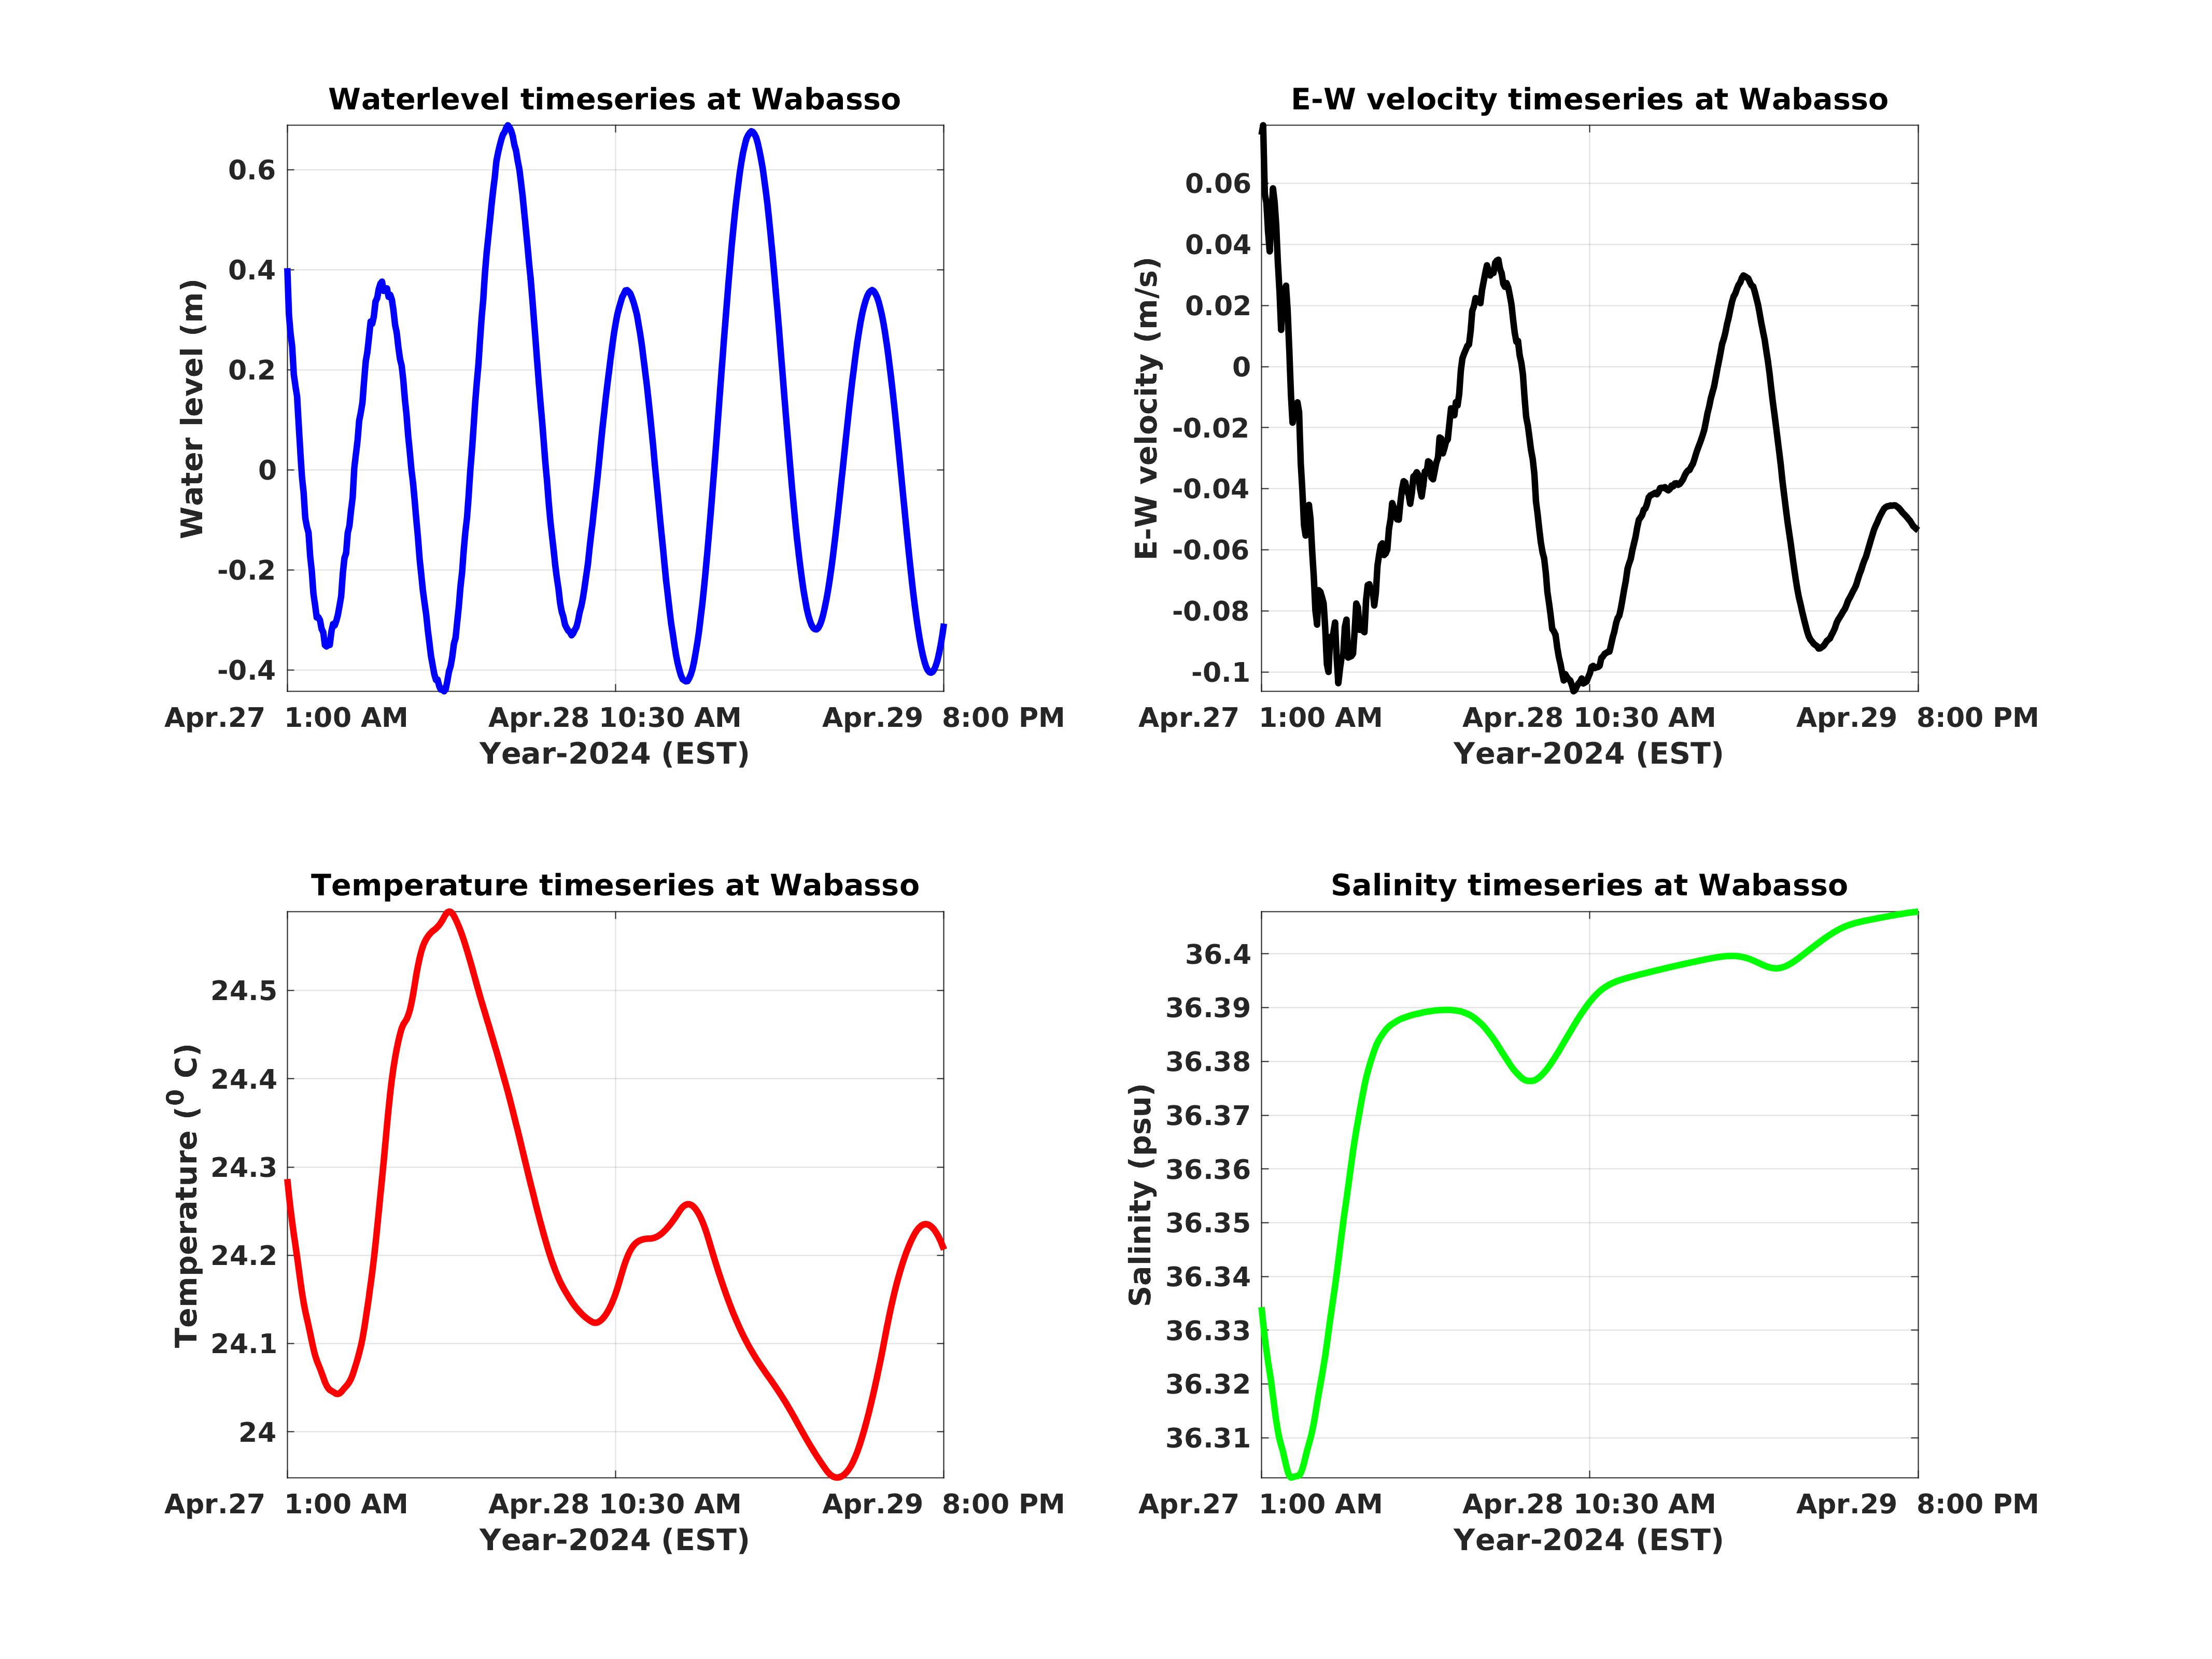 Waterlevel timeseries at Wabasso
0.6
0.4
0.2
0
-0.2
-0.4
Water level (m)
Apr.27 1:00 AM Apr.28 10:30 AM Apr.29 8:00 PM
Year-2024 (EST)
E-W velocity timeseries at Wabasso
0.06
0.04
0.02
0
-0.02
-0.04
-0.06
-0.08
-0.1
E-W velocity (m/s)
Apr.27 1:00 AM Apr.28 10:30 AM Apr.29 8:00 PM
Year-2024 (EST)
Temperature timeseries at Wabasso
24.5
24.4
24.3
24.2
24.1
24
Temperature (⁰ C)
Apr.27 1:00 AM Apr.28 10:30 AM Apr.29 8:00 PM
Year-2024 (EST)
Salinity timeseries at Wabasso
36.4
36.39
36.38
36.37
36.36
36.35
36.34
36.33
36.32
36.31
Salinity (psu)
Apr.27 1:00 AM Apr.28 10:30 AM Apr.29 8:00 PM
Year-2024 (EST)